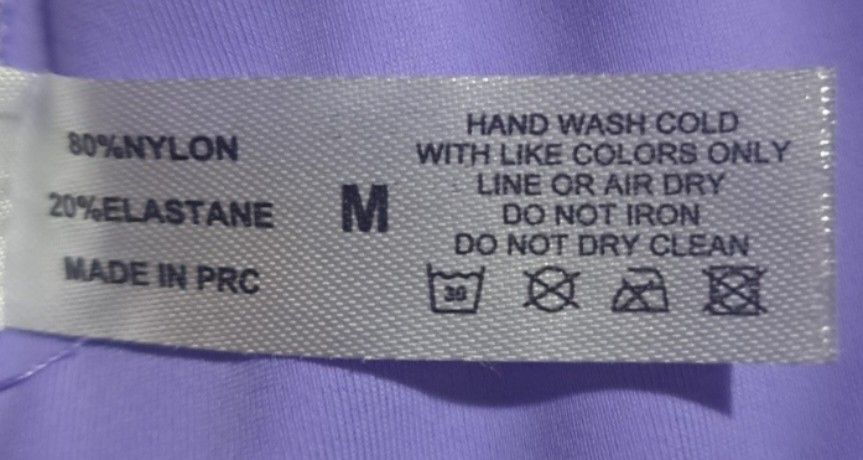 80%NYLON
20%ELASTANE
MADE IN PRC
M
HAND WASH COLD
WITH LIKE COLORS ONLY
LINE OR AIR DRY
DO NOT IRON
DO NOT DRY CLEAN
30